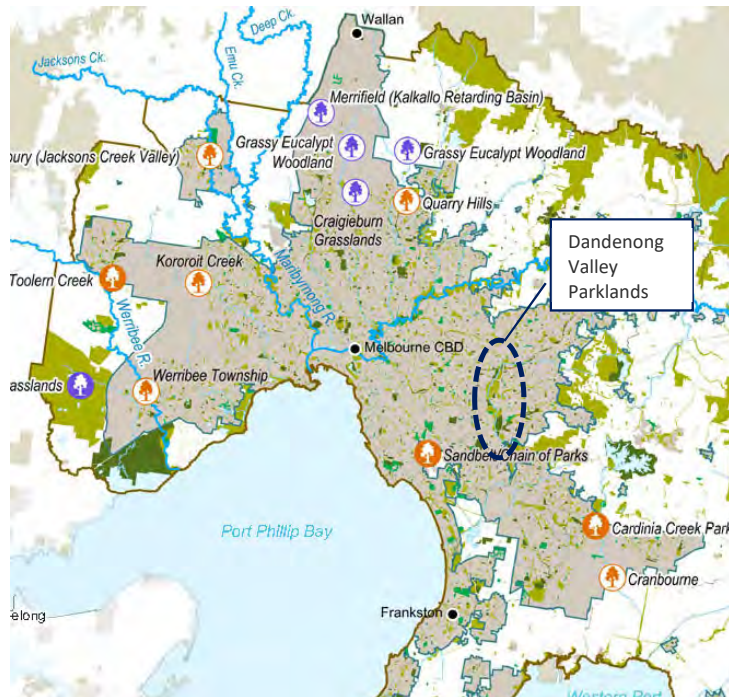 Wallan
Deep Ck.
Emu Ck.
Jacksons Ck.
Merrifield (Kalkallo Retarding Basin)
Grassy Eucalypt
Woodland
Grassy Eucalypt Woodland
bury (Jacksons Creek Valley)
Quarry Hills
Craigieburn
Grasslands
Dandenong
Valley
Parklands
Kororoit Creek
Maribyrnong R.
Toolern Creek
Werribee R.
Melbourne CBD
Werribee Township
asslands
Sandbelt/Chain of Parks
Port Phillip Bay
Cardinia Creek Park
Cranbourne
Frankston
elong
Western Port